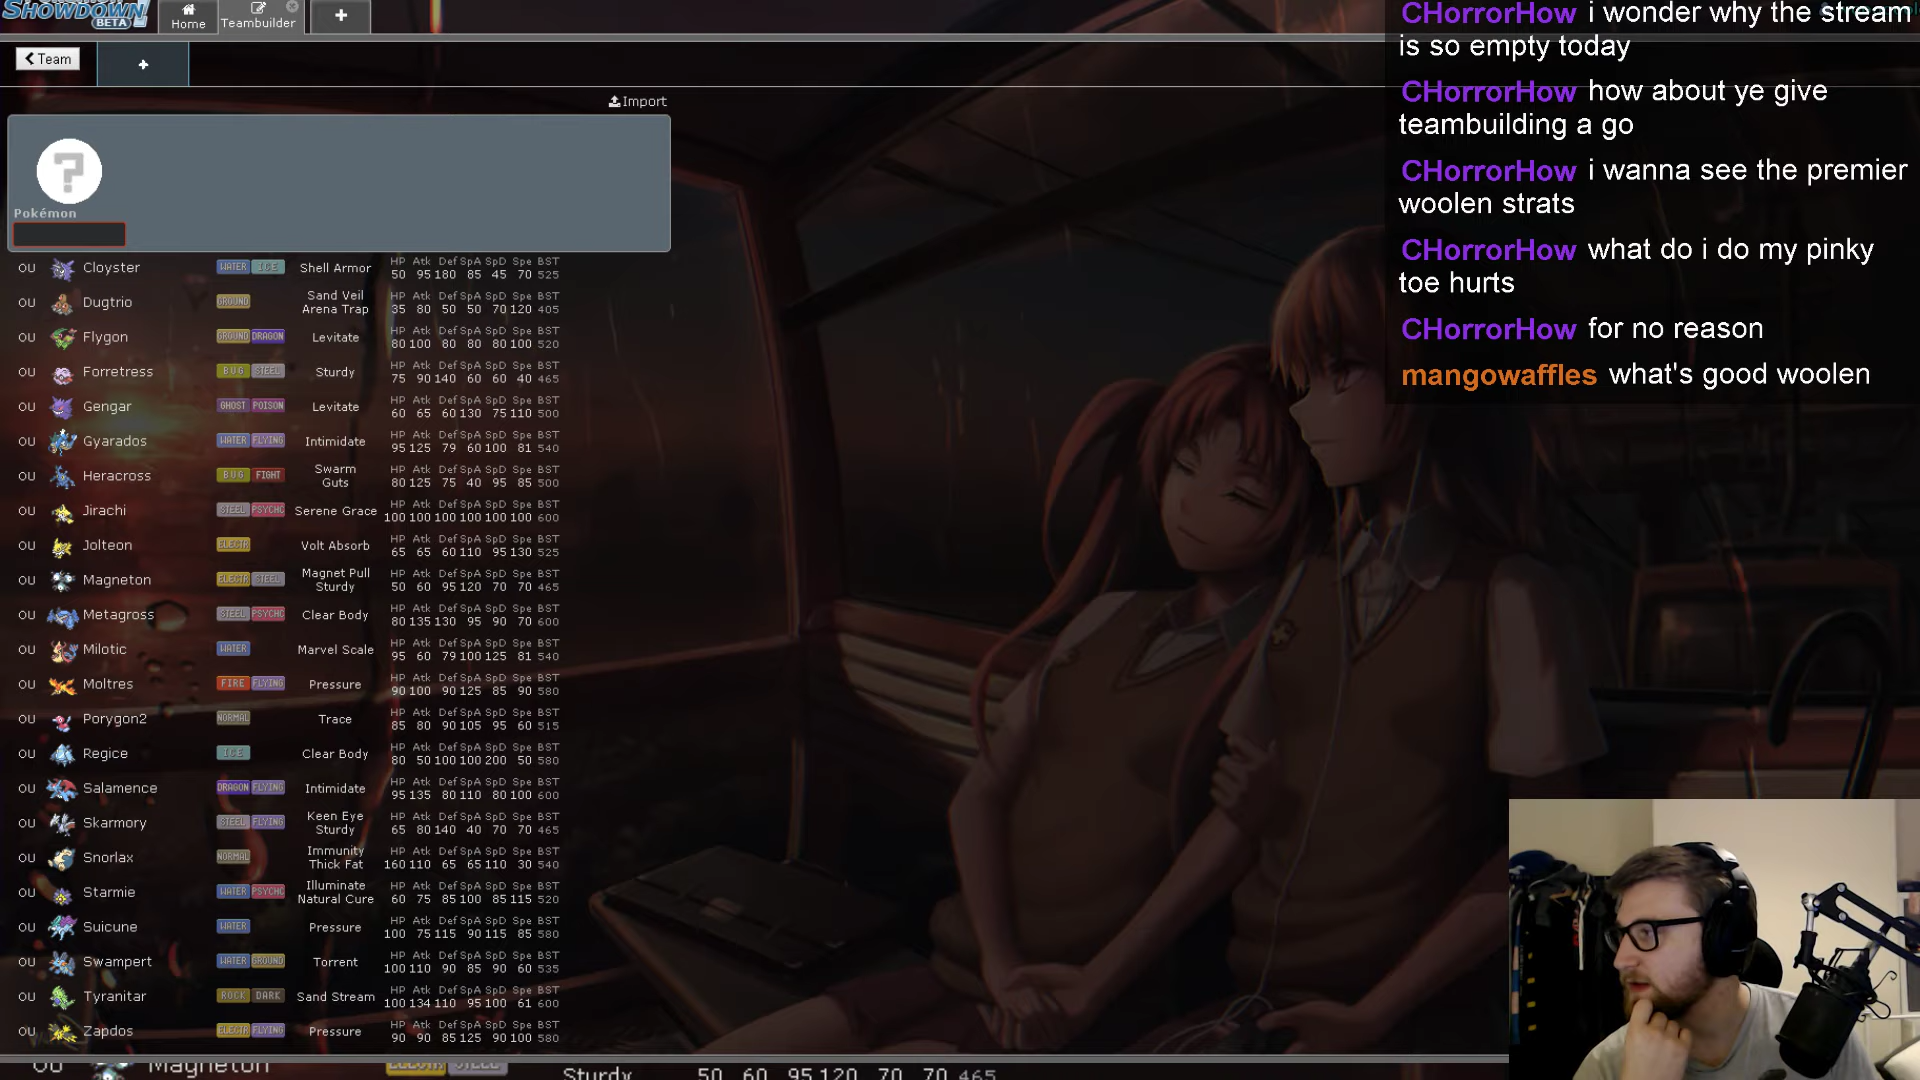 SHOWDOWN
BETA
Home
Teambuilder
+
Team
+
Import
Pokémon
CHorrorHow i wonder why the stream
is so empty today
CHorrorHow how about ye give
teambuilding a go
CHorrorHow i wanna see the premier
woolen strats
CHorrorHow what do i do my pinky
toe hurts
CHorrorHow for no reason
mangowaffles what's good woolen
OU Cloyster WATER ICE Shell Armor HP Atk Def SpA SpD Spe BST
50 95 180 85 45 70 525
OU Dugtrio GROUND Sand Veil Arena Trap HP Atk Def SpA SpD Spe BST
35 80 50 50 70 120 405
OU Flygon GROUND DRAGON Levitate HP Atk Def SpA SpD Spe BST
80 100 80 80 80 100 520
OU Forretress BUG STEEL Sturdy HP Atk Def SpA SpD Spe BST
75 90 140 60 60 40 465
OU Gengar GHOST POISON Levitate HP Atk Def SpA SpD Spe BST
60 65 60 130 75 110 500
OU Gyarados WATER FLYING Intimidate HP Atk Def SpA SpD Spe BST
95 125 79 60 100 81 540
OU Heracross BUG FIGHT Swarm Guts HP Atk Def SpA SpD Spe BST
80 125 75 40 95 85 500
OU Jirachi STEEL PSYCHC Serene Grace HP Atk Def SpA SpD Spe BST
100 100 100 100 100 100 600
OU Jolteon ELECTR Volt Absorb HP Atk Def SpA SpD Spe BST
65 65 60 110 95 130 525
OU Magneton ELECTR STEEL Magnet Pull Sturdy HP Atk Def SpA SpD Spe BST
50 60 95 120 70 70 465
OU Metagross STEEL PSYCHC Clear Body HP Atk Def SpA SpD Spe BST
80 135 130 95 90 70 600
OU Milotic WATER Marvel Scale HP Atk Def SpA SpD Spe BST
95 60 79 100 125 81 540
OU Moltres FIRE FLYING Pressure HP Atk Def SpA SpD Spe BST
90 100 90 125 85 90 580
OU Porygon2 NORMAL Trace HP Atk Def SpA SpD Spe BST
85 80 90 105 95 60 515
OU Regice ICE Clear Body HP Atk Def SpA SpD Spe BST
80 50 100 100 200 50 580
OU Salamence DRAGON FLYING Intimidate HP Atk Def SpA SpD Spe BST
95 135 80 110 80 100 600
OU Skarmory STEEL FLYING Keen Eye Sturdy HP Atk Def SpA SpD Spe BST
65 80 140 40 70 70 465
OU Snorlax NORMAL Immunity Thick Fat HP Atk Def SpA SpD Spe BST
160 110 65 65 110 30 540
OU Starmie WATER PSYCHC Illuminate Natural Cure HP Atk Def SpA SpD Spe BST
60 75 85 100 85 115 520
OU Suicune WATER Pressure HP Atk Def SpA SpD Spe BST
100 75 115 90 115 85 580
OU Swampert WATER GROUND Torrent HP Atk Def SpA SpD Spe BST
100 110 90 85 90 60 535
OU Tyranitar ROCK DARK Sand Stream HP Atk Def SpA SpD Spe BST
100 134 110 95 100 61 600
OU Zapdos ELECTR FLYING Pressure HP Atk Def SpA SpD Spe BST
90 90 85 125 90 100 580
OU Magneton ELECTR STEEL Sturdy 50 60 95 120 70 70 465